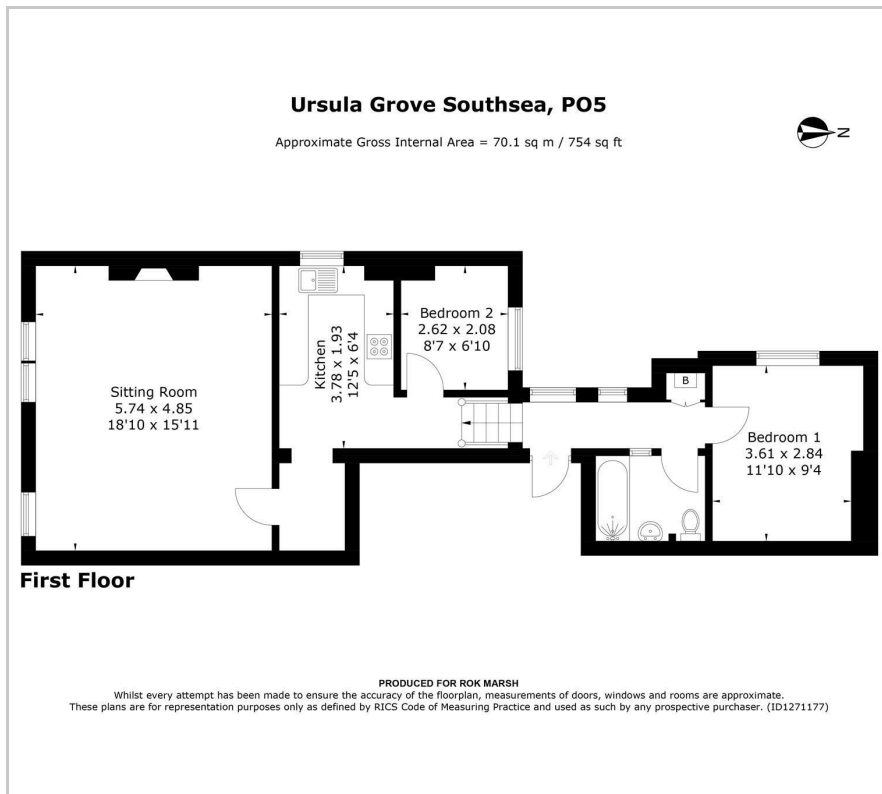 Ursula Grove Southsea, PO5
Approximate Gross Internal Area = 70.1 sq m / 754 sq ft
N
Sitting Room
5.74 x 4.85
18'10 x 15'11
Kitchen
3.78 x 1.93
12'5 x 6'4
Bedroom 2
2.62 x 2.08
8'7 x 6'10
B
Bedroom 1
3.61 x 2.84
11'10 x 9'4
First Floor
PRODUCED FOR ROK MARSH
Whilst every attempt has been made to ensure the accuracy of the floorplan, measurements of doors, windows and rooms are approximate.
These plans are for representation purposes only as defined by RICS Code of Measuring Practice and used as such by any prospective purchaser. (ID1271177)